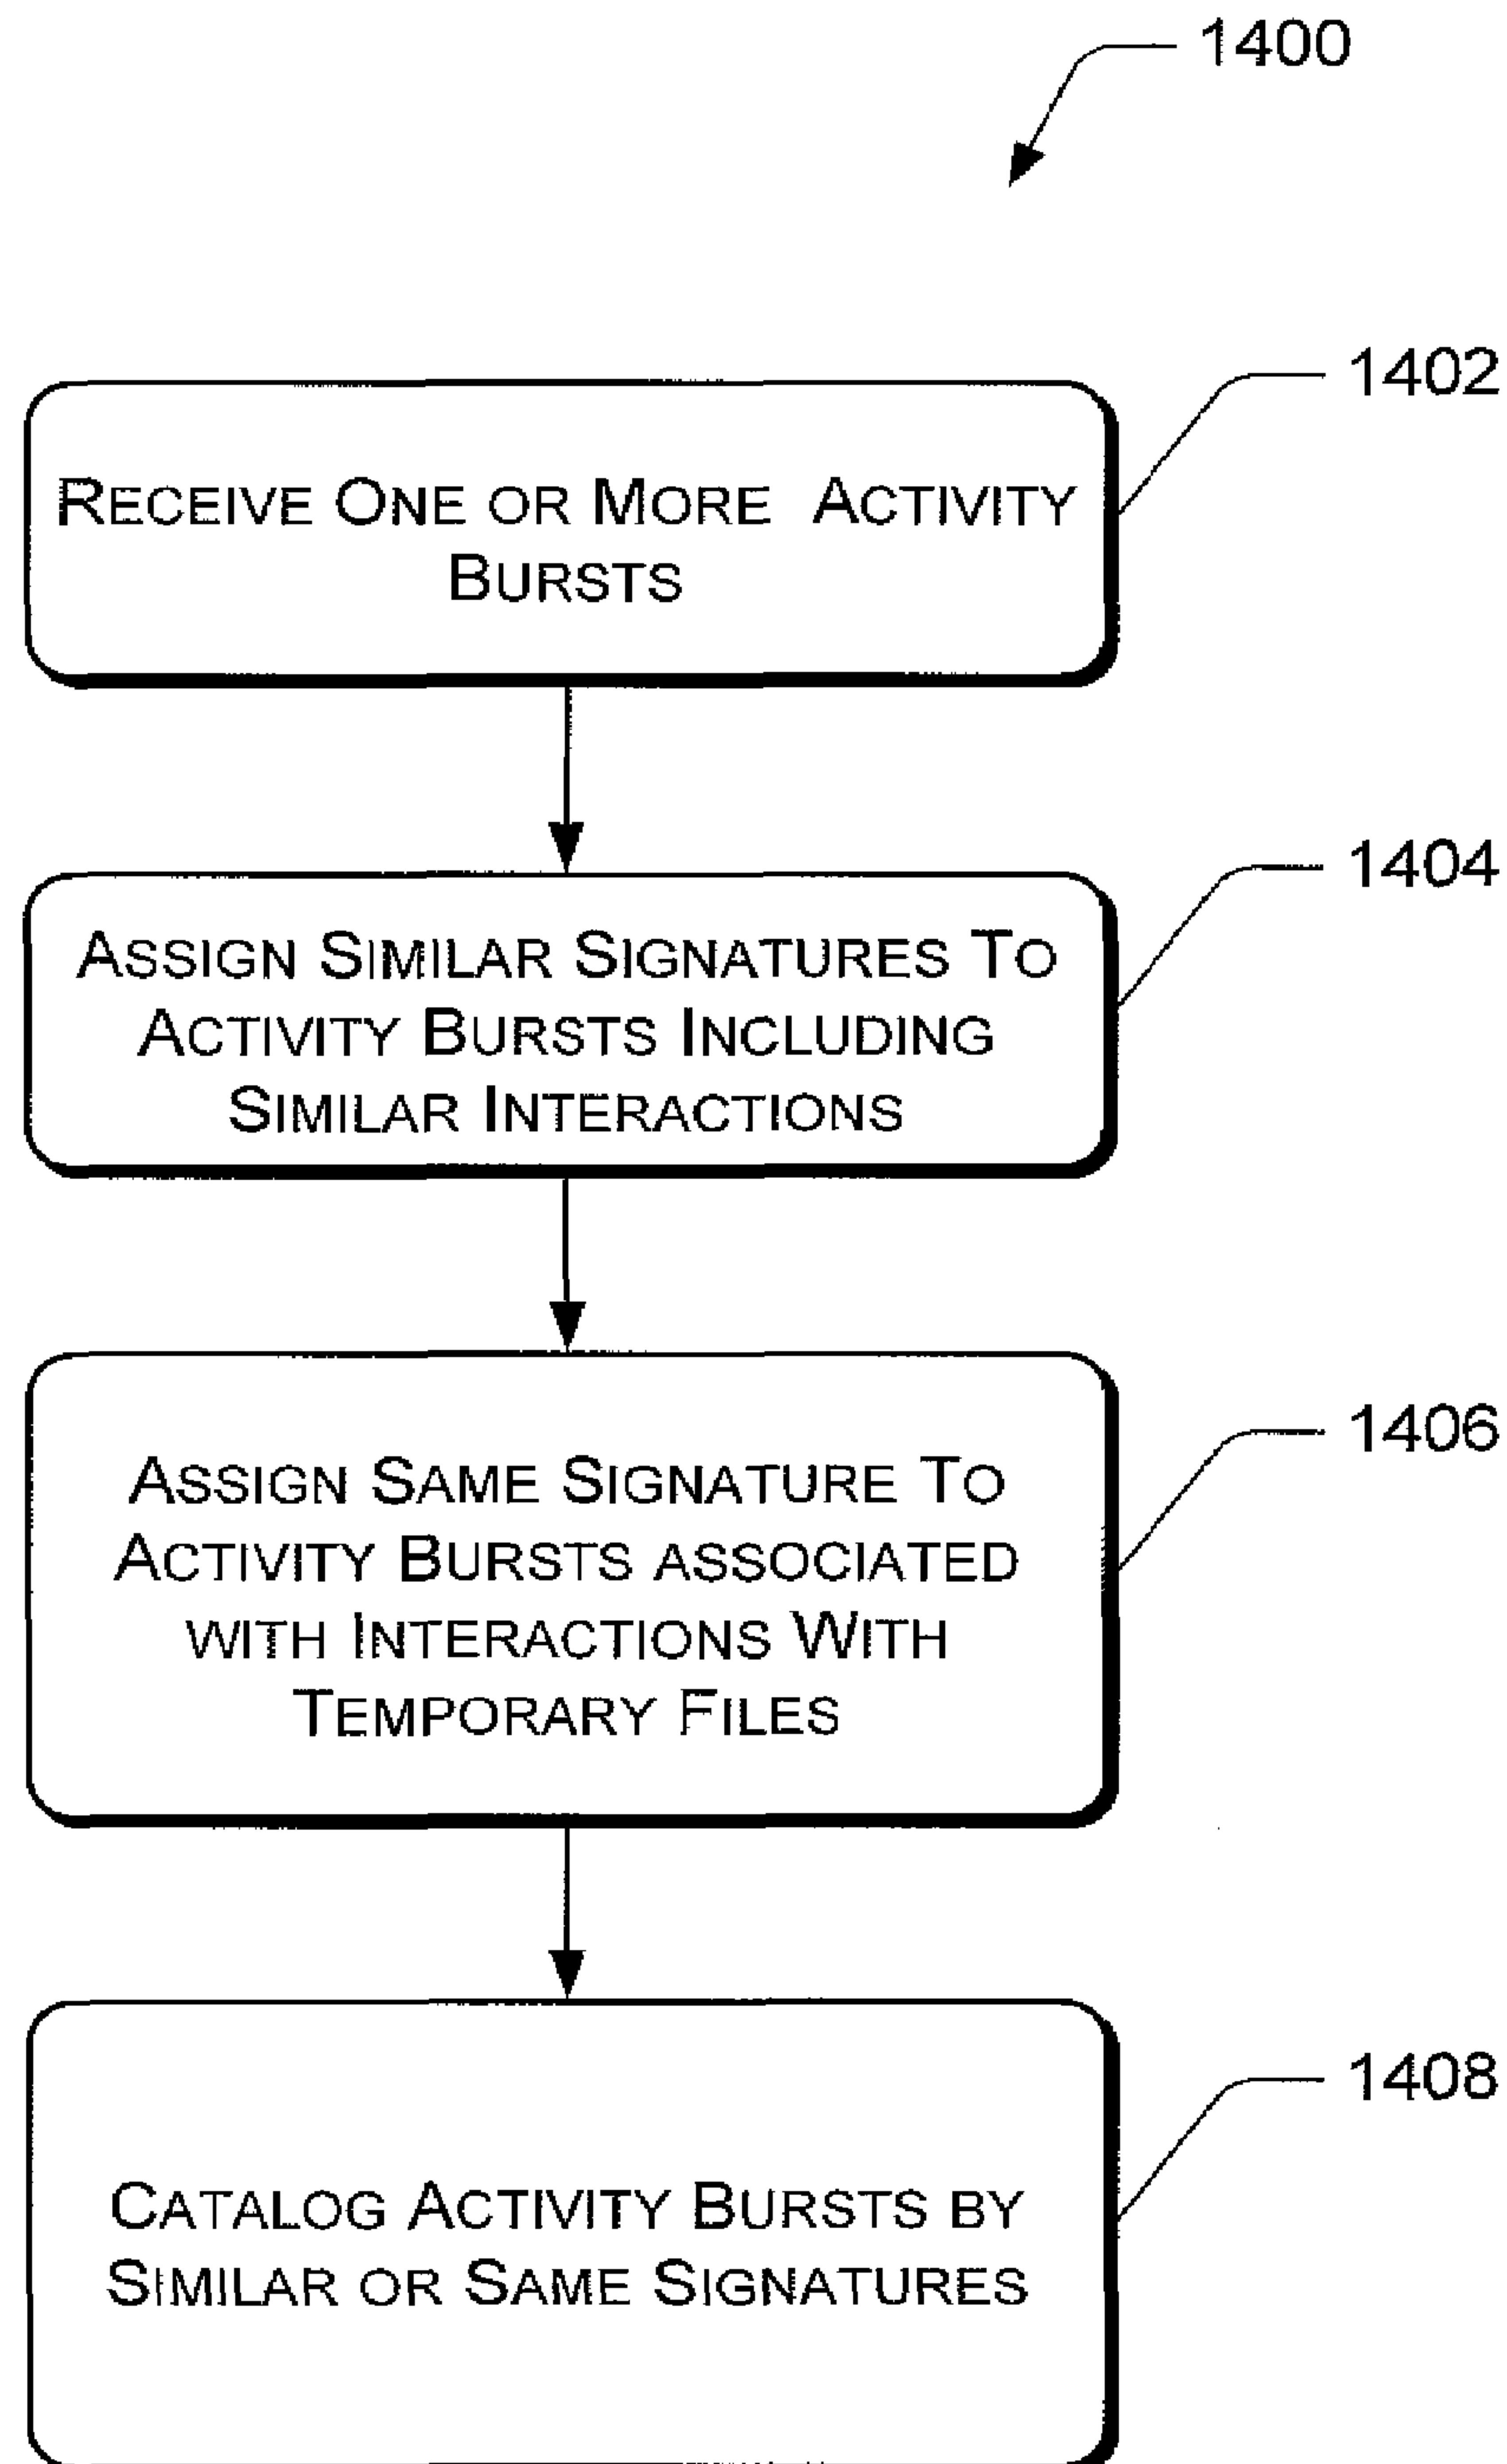 1400
1402
RECEIVE ONE OR MORE ACTIVITY
BURSTS
1404
ASSIGN SIMILAR SIGNATURES TO
ACTIVITY BURSTS INCLUDING
SIMILAR INTERACTIONS
1406
ASSIGN SAME SIGNATURE TO
ACTIVITY BURSTS ASSOCIATED
WITH INTERACTIONS WITH
TEMPORARY FILES
1408
CATALOG ACTIVITY BURSTS BY
SIMILAR OR SAME SIGNATURES